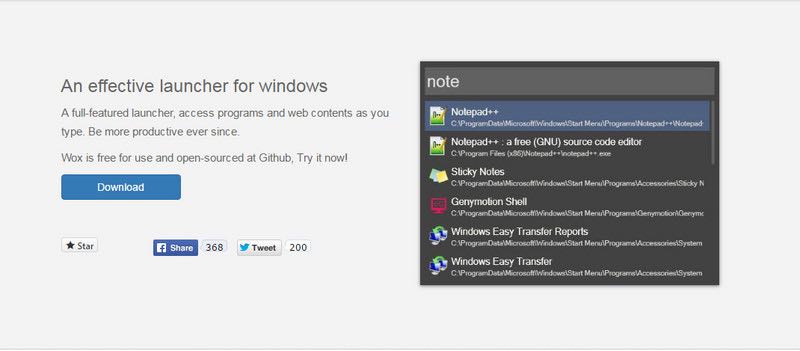 An effective launcher for windows
A full-featured launcher, access programs and web contents as you
type. Be more productive ever since.
Wox is free for use and open-sourced at Github, Try it now!
Download
Star
Share 368 Tweet 200
note
Notepad++
C:\ProgramData\Microsoft\Windows\Start Menu\Programs\Notepad++\Notepad-
Notepad++ : a free (GNU) source code editor
C:\Program Files (x86)\Notepad++\notepad++.exe
Sticky Notes
C:\ProgramData\Microsoft\Windows\Start Menu\Programs\Accessories\Sticky N
Genymotion Shell
C:\ProgramData\Microsoft\Windows\Start Menu\Programs\Genymotion\Genymc
Windows Easy Transfer Reports
C:\ProgramData\Microsoft\Windows\Start Menu\Programs\Accessories\System
Windows Easy Transfer
C:\ProgramData\Microsoft\Windows\Start Menu\Programs\Accessories\System